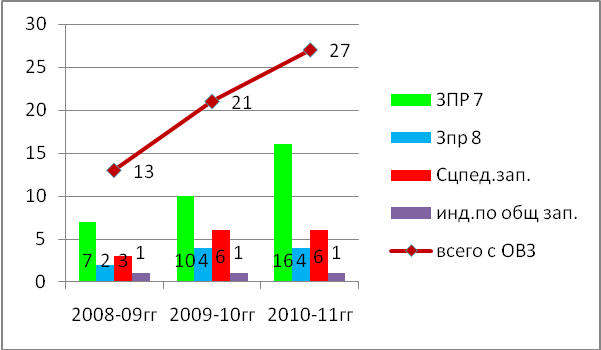 30
25
20
15
10
5
0
13
21
27
7 2 3 1
10 4 6 1
16 4 6 1
2008-09гг 2009-10гг 2010-11гг
ЗПР 7
Зпр 8
Сцпед.зап.
инд.по общ зап.
всего с ОВЗ